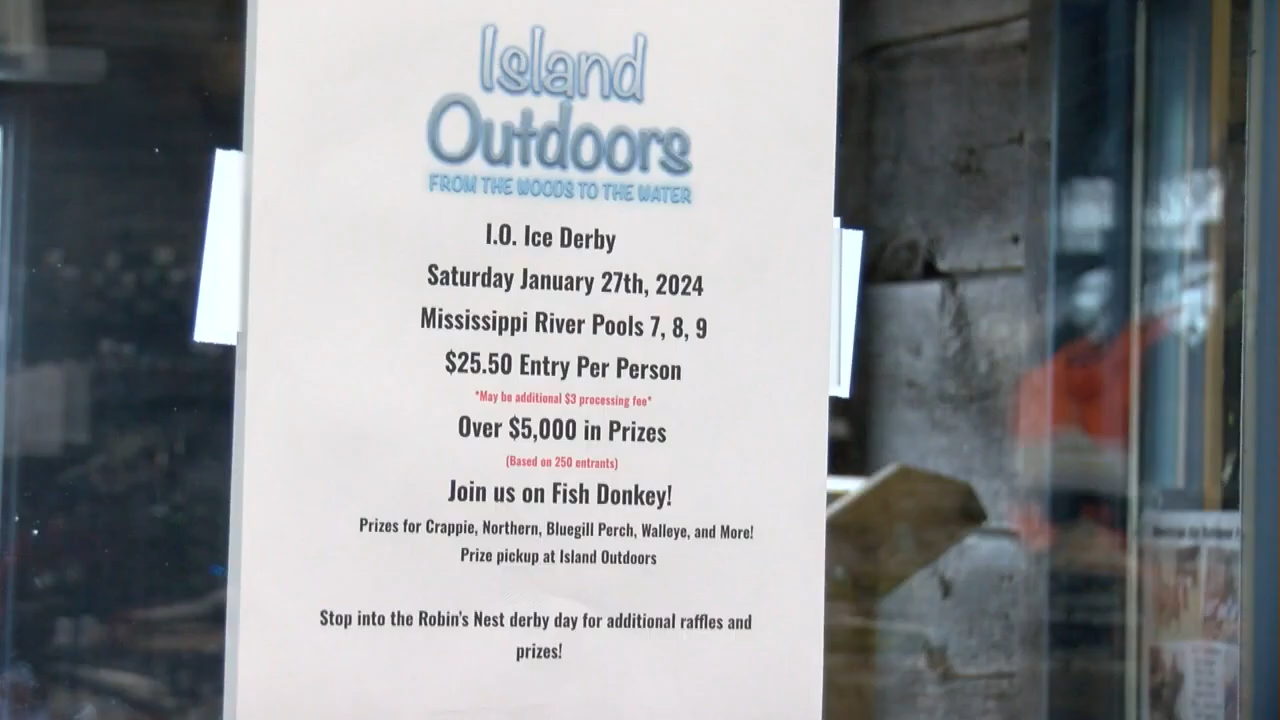 Island
Outdoors
FROM THE WOODS TO THE WATER
I.O. Ice Derby
Saturday January 27th, 2024
Mississippi River Pools 7, 8, 9
$25.50 Entry Per Person
*May be additional $3 processing fee*
Over $5,000 in Prizes
(Based on 250 entrants)
Join us on Fish Donkey!
Prizes for Crappie, Northern, Bluegill Perch, Walleye, and More!
Prize pickup at Island Outdoors
Stop into the Robin's Nest derby day for additional raffles and
prizes!